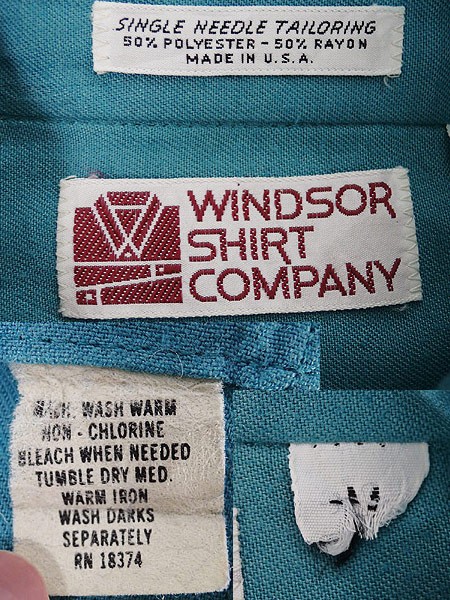 SINGLE NEEDLE TAILORING
50% POLYESTER - 50% RAYON
MADE IN U.S.A.
WINDSOR
SHIRT
COMPANY
MACH. WASH WARM
NON - CHLORINE
BLEACH WHEN NEEDED
TUMBLE DRY MED.
WARM IRON
WASH DARKS
SEPARATELY
RN 18374